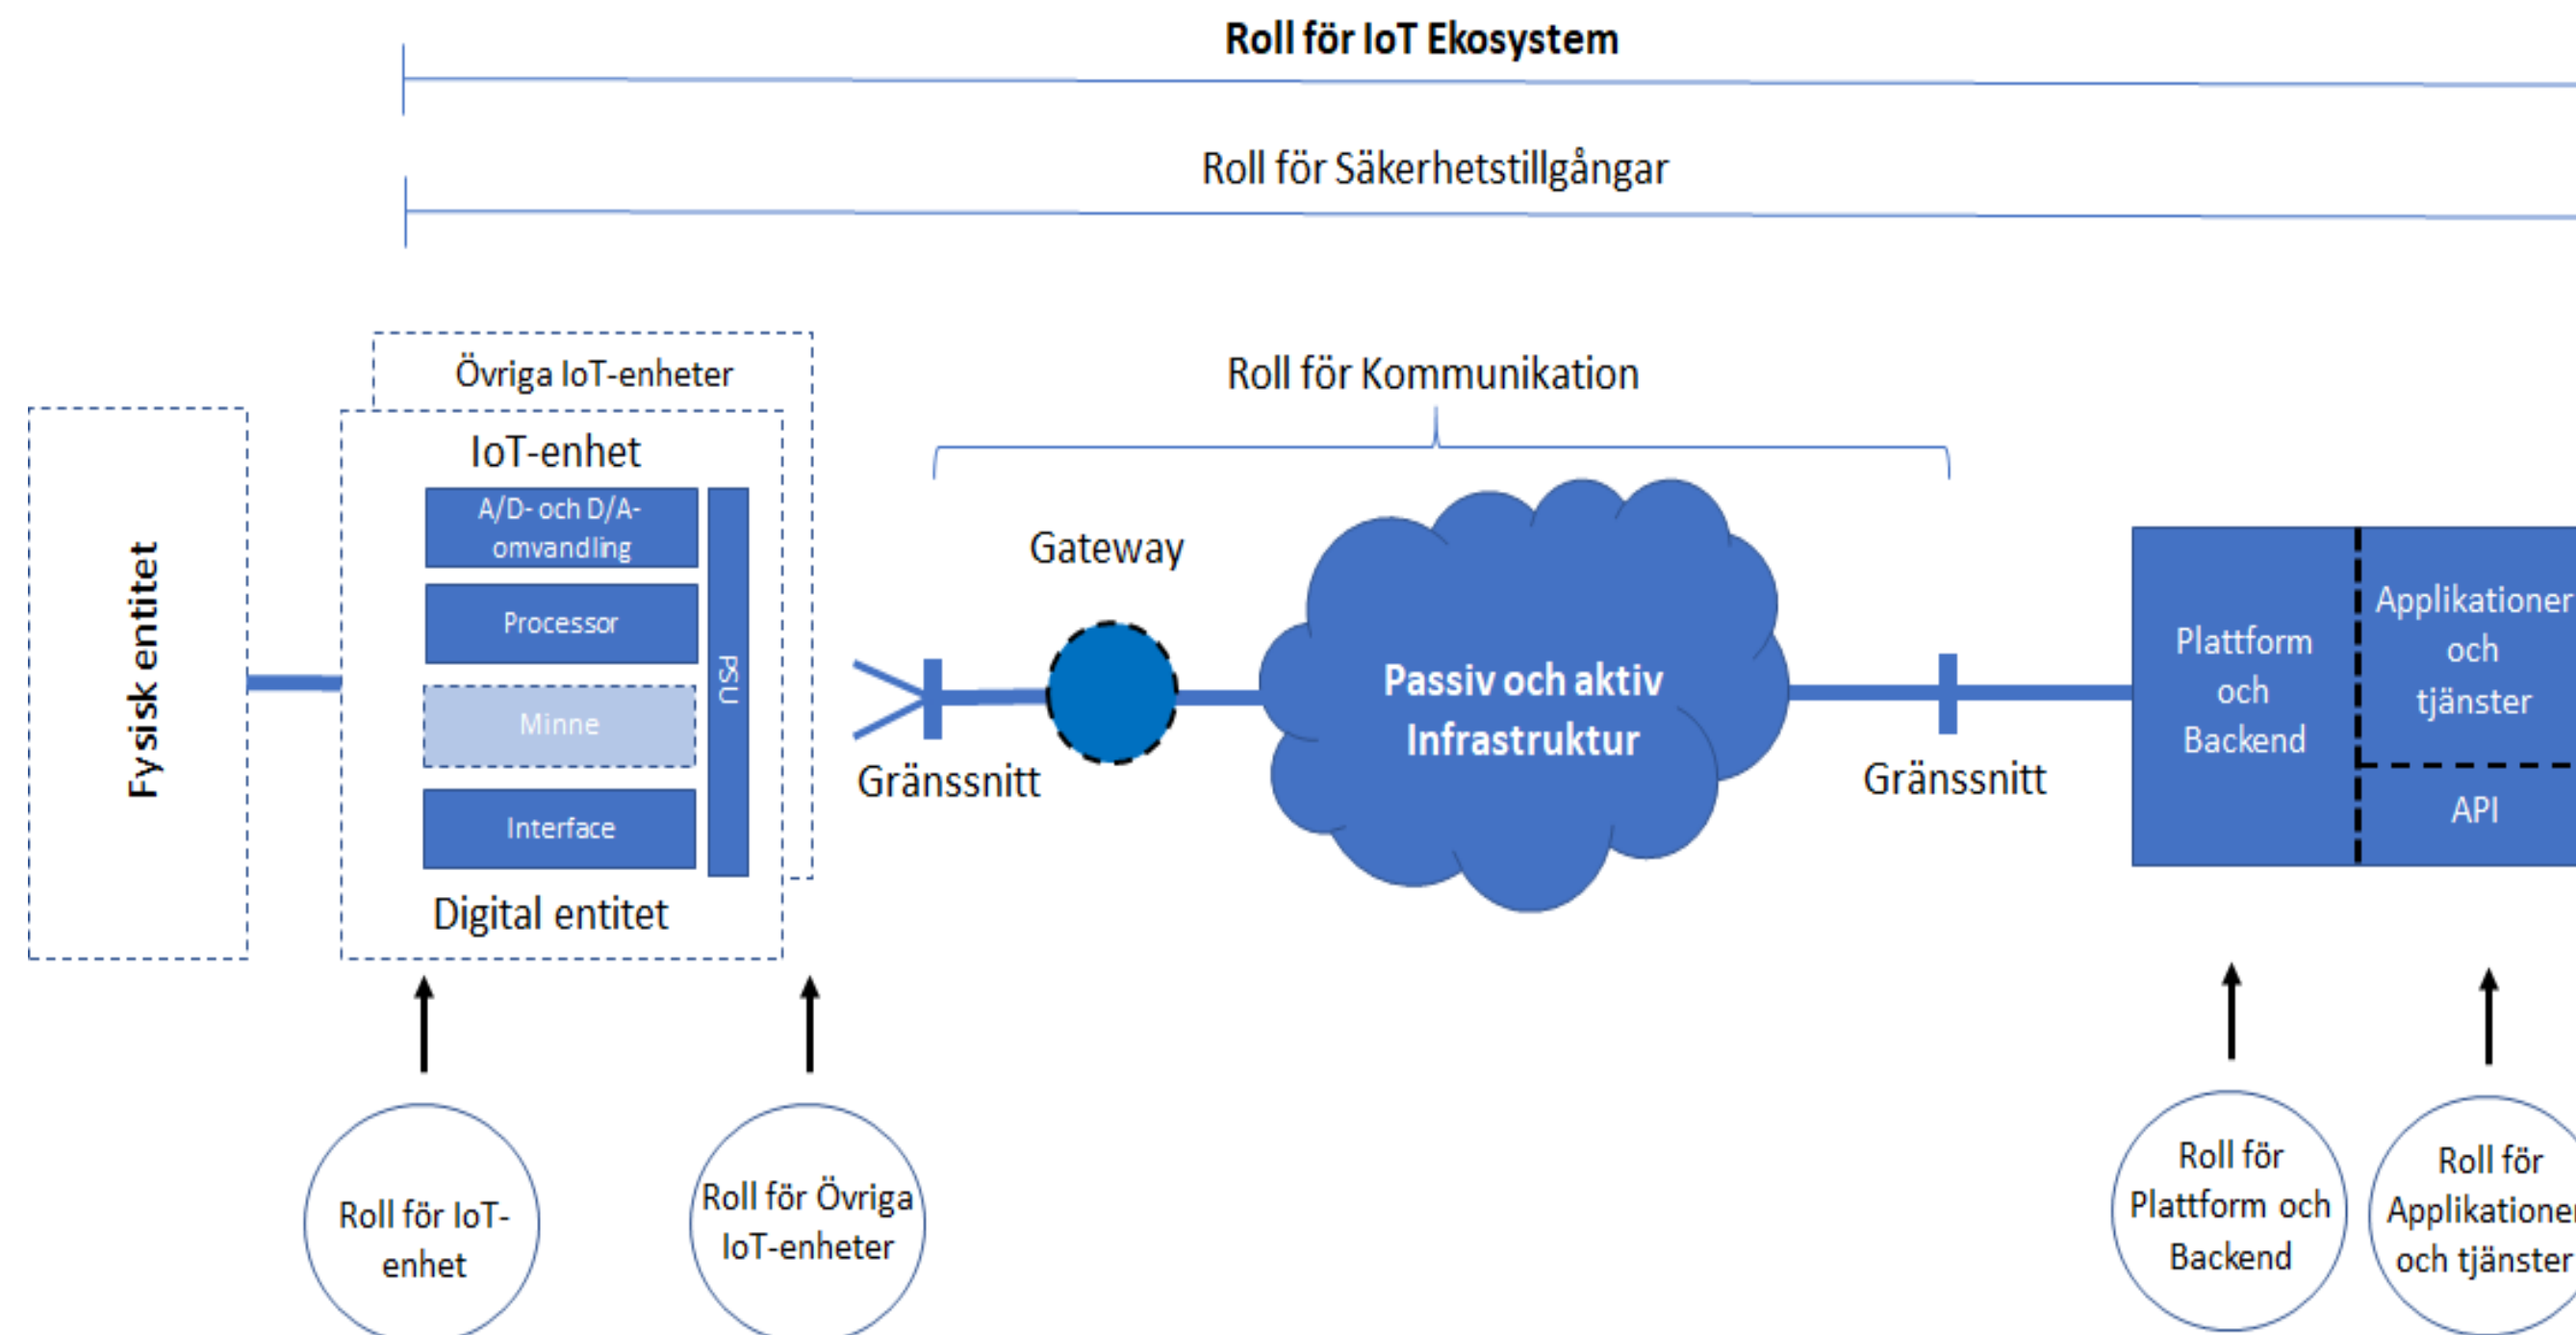 Roll för IoT Ekosystem
Roll för Säkerhetstillgångar
Övriga IoT-enheter
Roll för Kommunikation
Fysisk entitet
IoT-enhet
A/D- och D/A-
omvandling
Processor
Minne
Interface
PSU
Digital entitet
Gränssnitt
Gateway
Passiv och aktiv
Infrastruktur
Gränssnitt
Plattform
och
Backend
Applikationer
och
tjänster
API
Roll för IoT-
enhet
Roll för Övriga
IoT-enheter
Roll för
Plattform och
Backend
Roll för
Applikationer
och tjänster